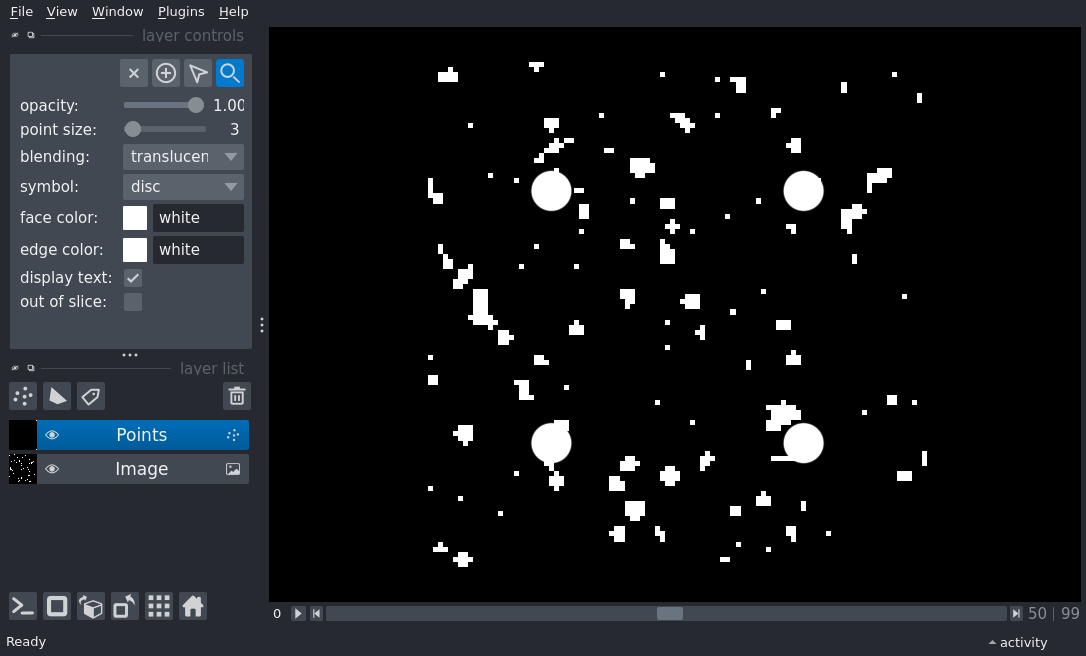 File View Window Plugins Help
layer controls
opacity: 1.00
point size: 3
blending: translucen
symbol: disc
face color: white
edge color: white
display text:
out of slice:
layer list
Points
Image
0 50 | 99
Ready activity